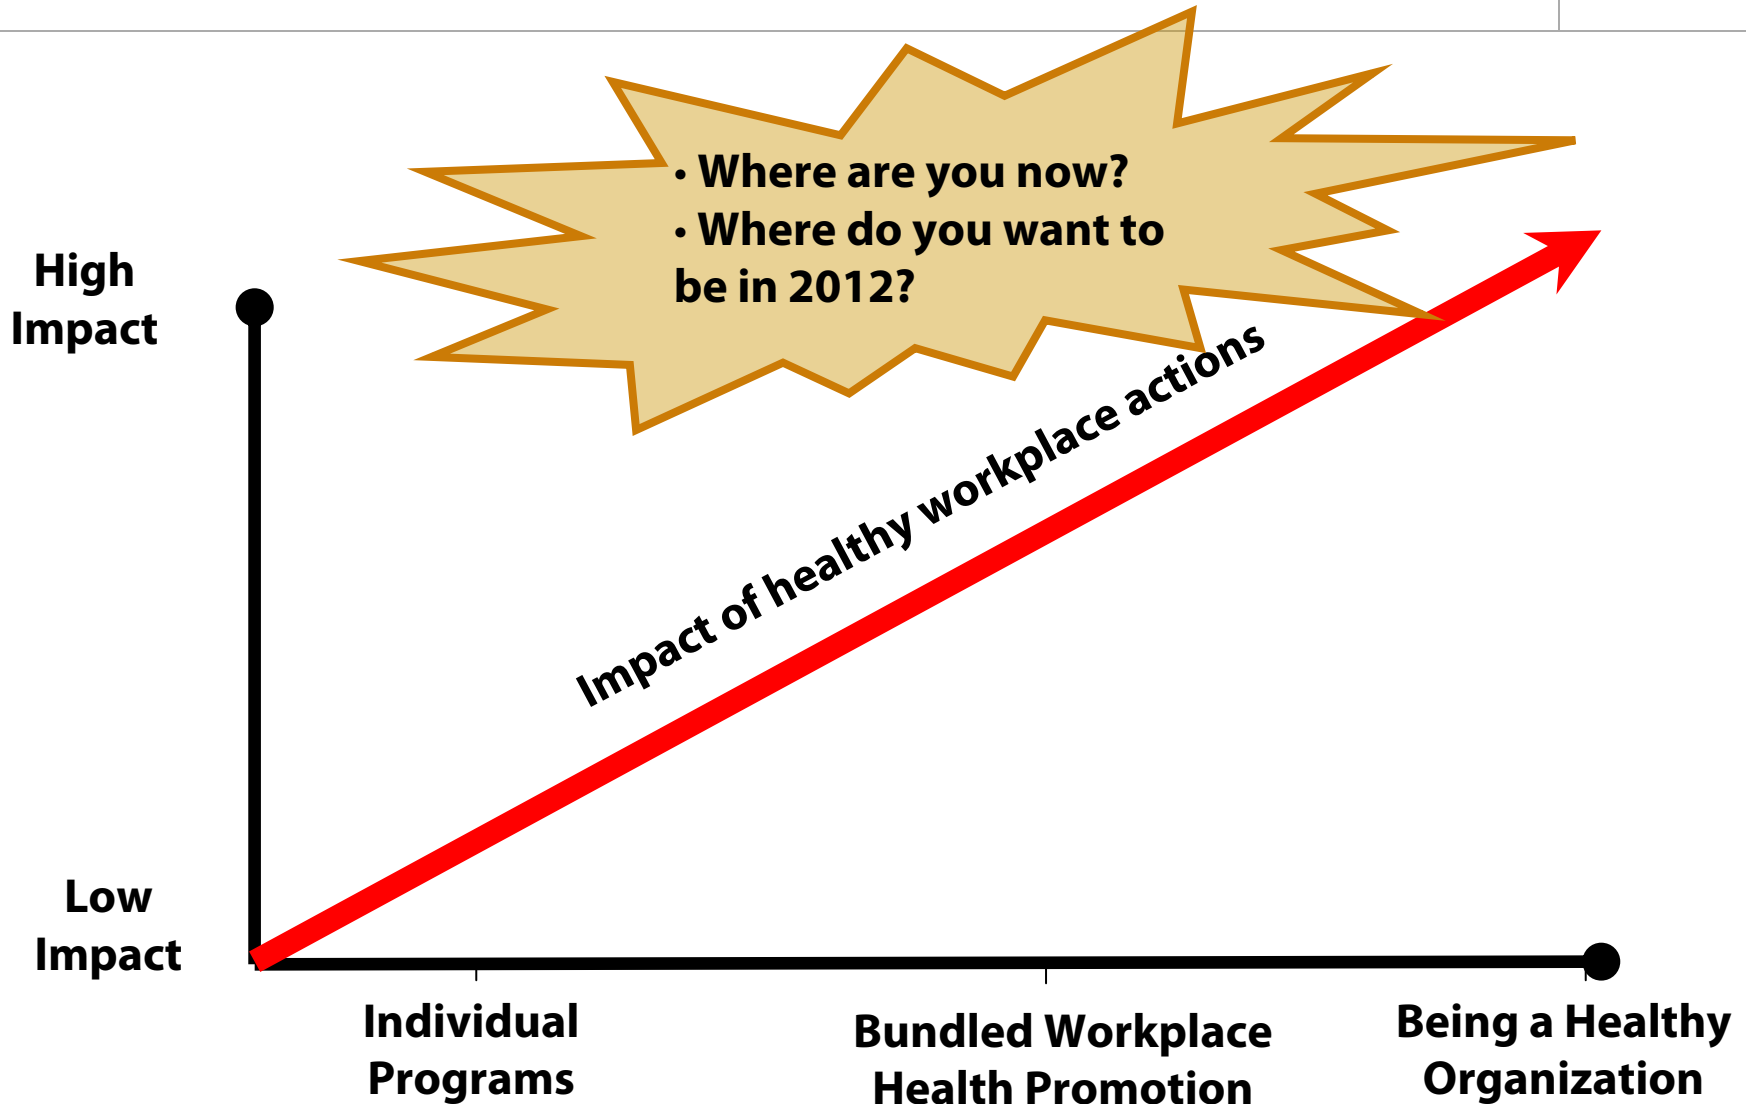 • Where are you now?
• Where do you want to
be in 2012?
High
Impact
Impact of healthy workplace actions
Low
Impact
Individual
Programs
Bundled Workplace
Health Promotion
Being a Healthy
Organization